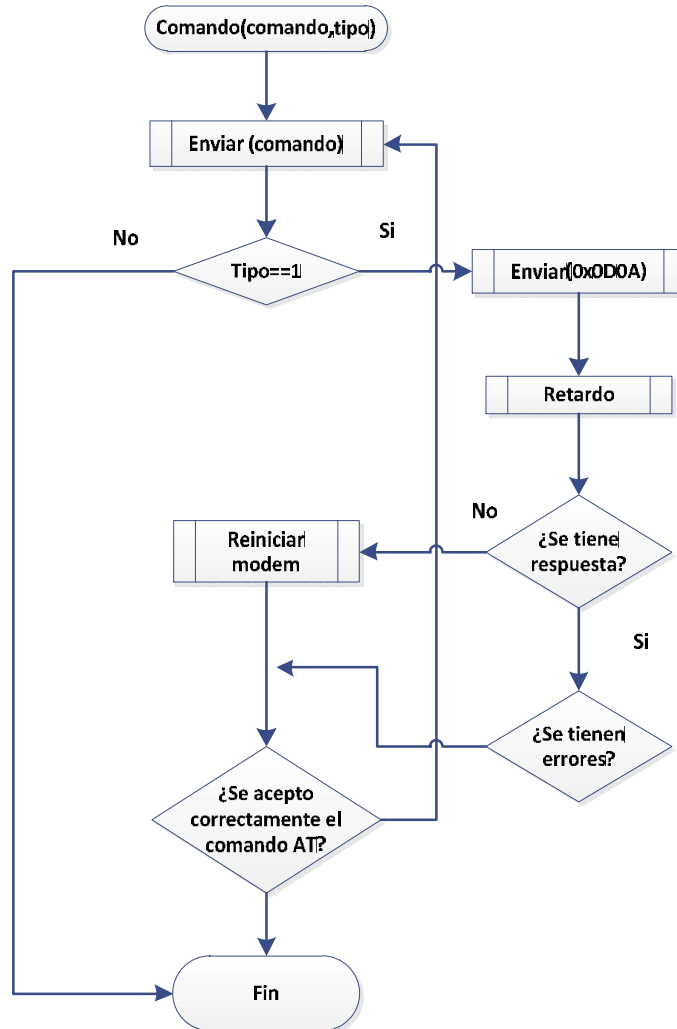 Comando(comando,tipo)
Enviar (comando)
No
Si
Tipo==1
Enviar(0x0D0A)
Retardo
No
¿Se tiene
respuesta?
Reiniciar
modem
Si
¿Se tienen
errores?
¿Se acepto
correctamente el
comando AT?
Fin